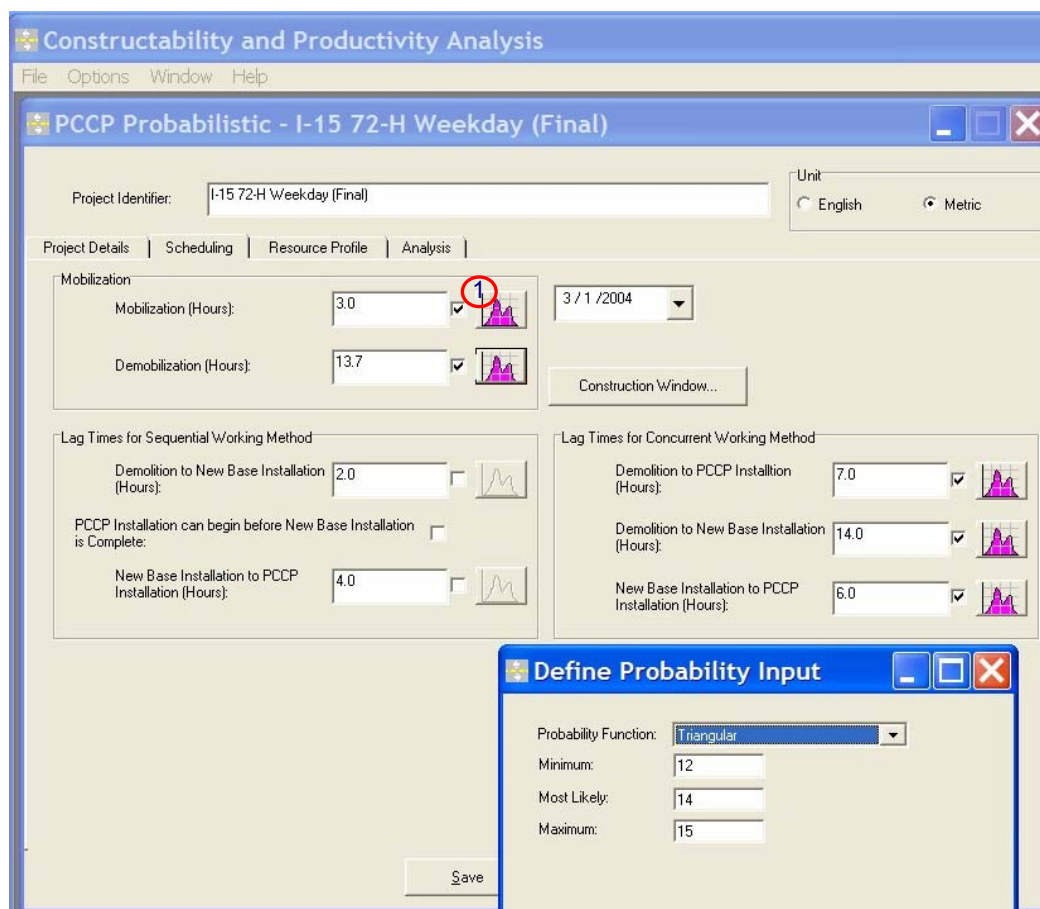 Constructability and Productivity Analysis
File Options Window Help
PCCP Probabilistic - I-15 72-H Weekday (Final)
Project Identifier: I-15 72-H Weekday (Final)
Unit
English Metric
Project Details Scheduling Resource Profile Analysis
Mobilization
1
Mobilization (Hours): 3.0
3 / 1 /2004
Demobilization (Hours): 13.7
Construction Window...
Lag Times for Sequential Working Method
Demolition to New Base Installation
(Hours): 2.0
PCCP Installation can begin before New Base Installation
is Complete:
New Base Installation to PCCP
Installation (Hours): 4.0
Lag Times for Concurrent Working Method
Demolition to PCCP Installtion
(Hours): 7.0
Demolition to New Base Installation
(Hours): 14.0
New Base Installation to PCCP
Installation (Hours): 6.0
Define Probability Input
Probability Function: Triangular
Minimum: 12
Most Likely: 14
Maximum: 15
Save